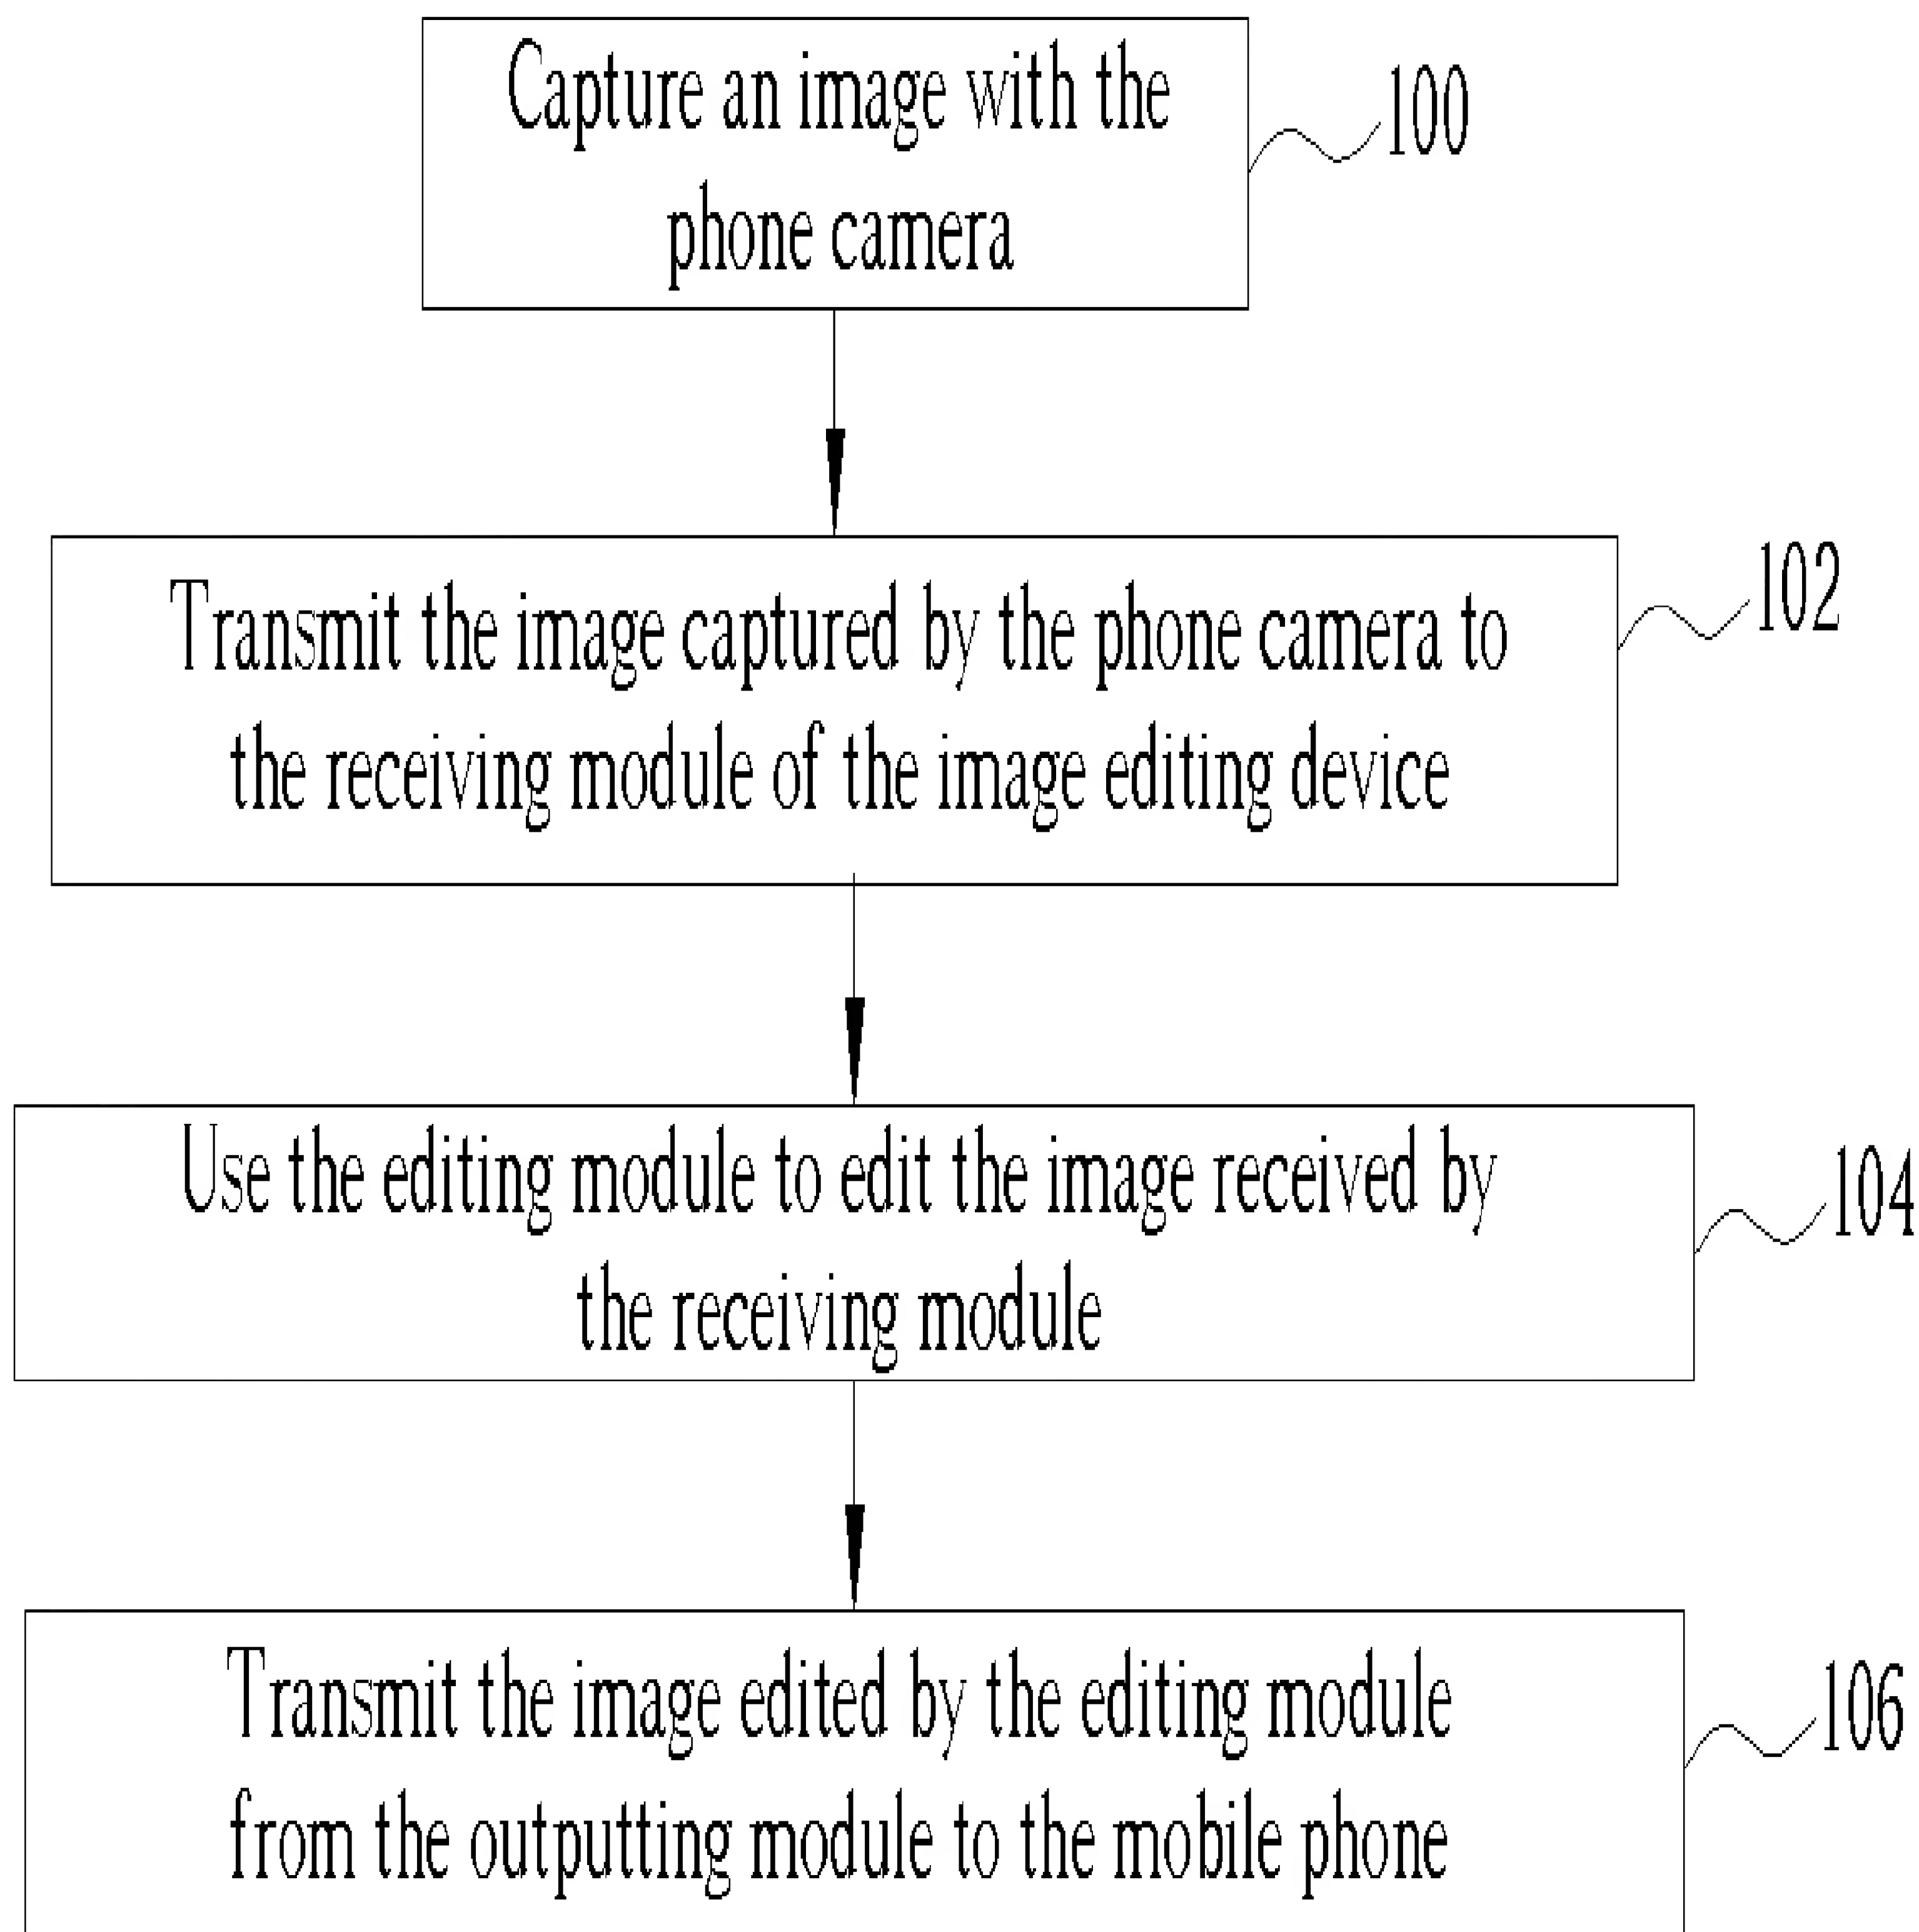 Capture an image with the
phone camera
100
Transmit the image captured by the phone camera to
the receiving module of the image editing device
102
Use the editing module to edit the image received by
the receiving module
104
Transmit the image edited by the editing module
from the outputting module to the mobile phone
106